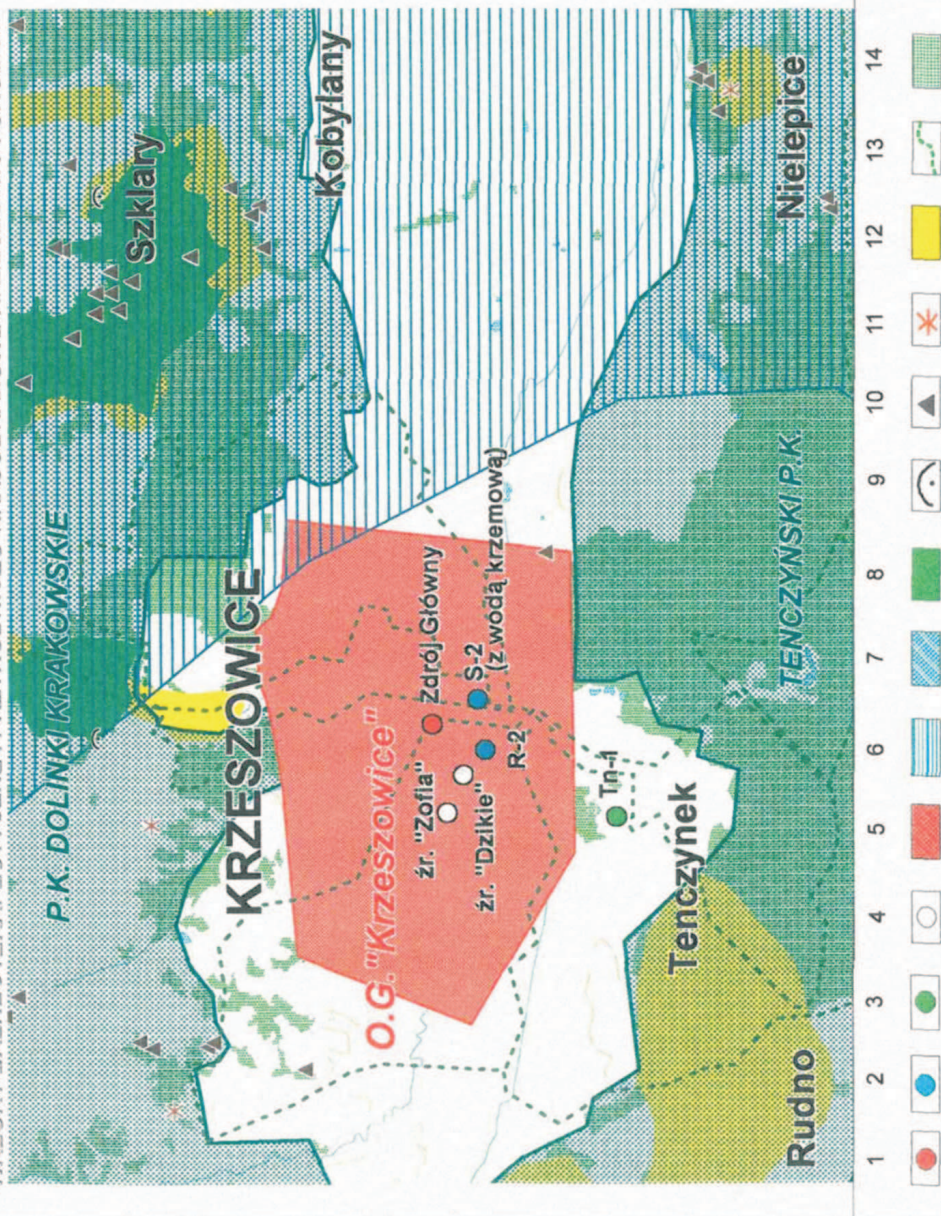 P.K. DOLINKI KRAKOWSKIE
Szklary
Kobylany
KRZESZOWICE
O.G. "Krzeszowice"
źr. "Zofia"
Zdrój Główny
źr. "Dzikie"
S-2
(z wodą krzemową)
R-2
Tn-1
Tenczynek
TENCZYŃSKI P.K.
Nielepice
Rudno
1 2 3 4 5 6 7 8 9 10 11 12 13 14